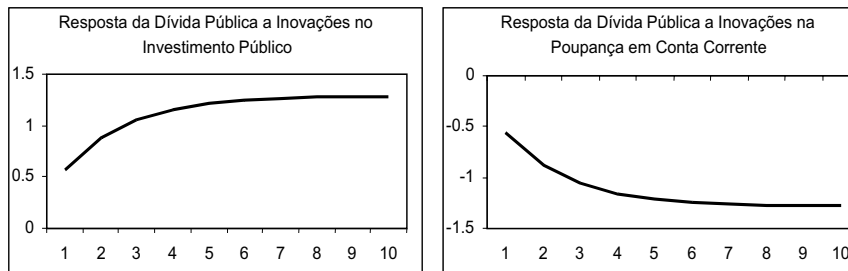 Resposta da Dívida Pública a Inovações no
Investimento Público
1.5
1
0.5
0
1 2 3 4 5 6 7 8 9 10
Resposta da Dívida Pública a Inovações na
Poupança em Conta Corrente
0
-0.5
-1
-1.5
1 2 3 4 5 6 7 8 9 10